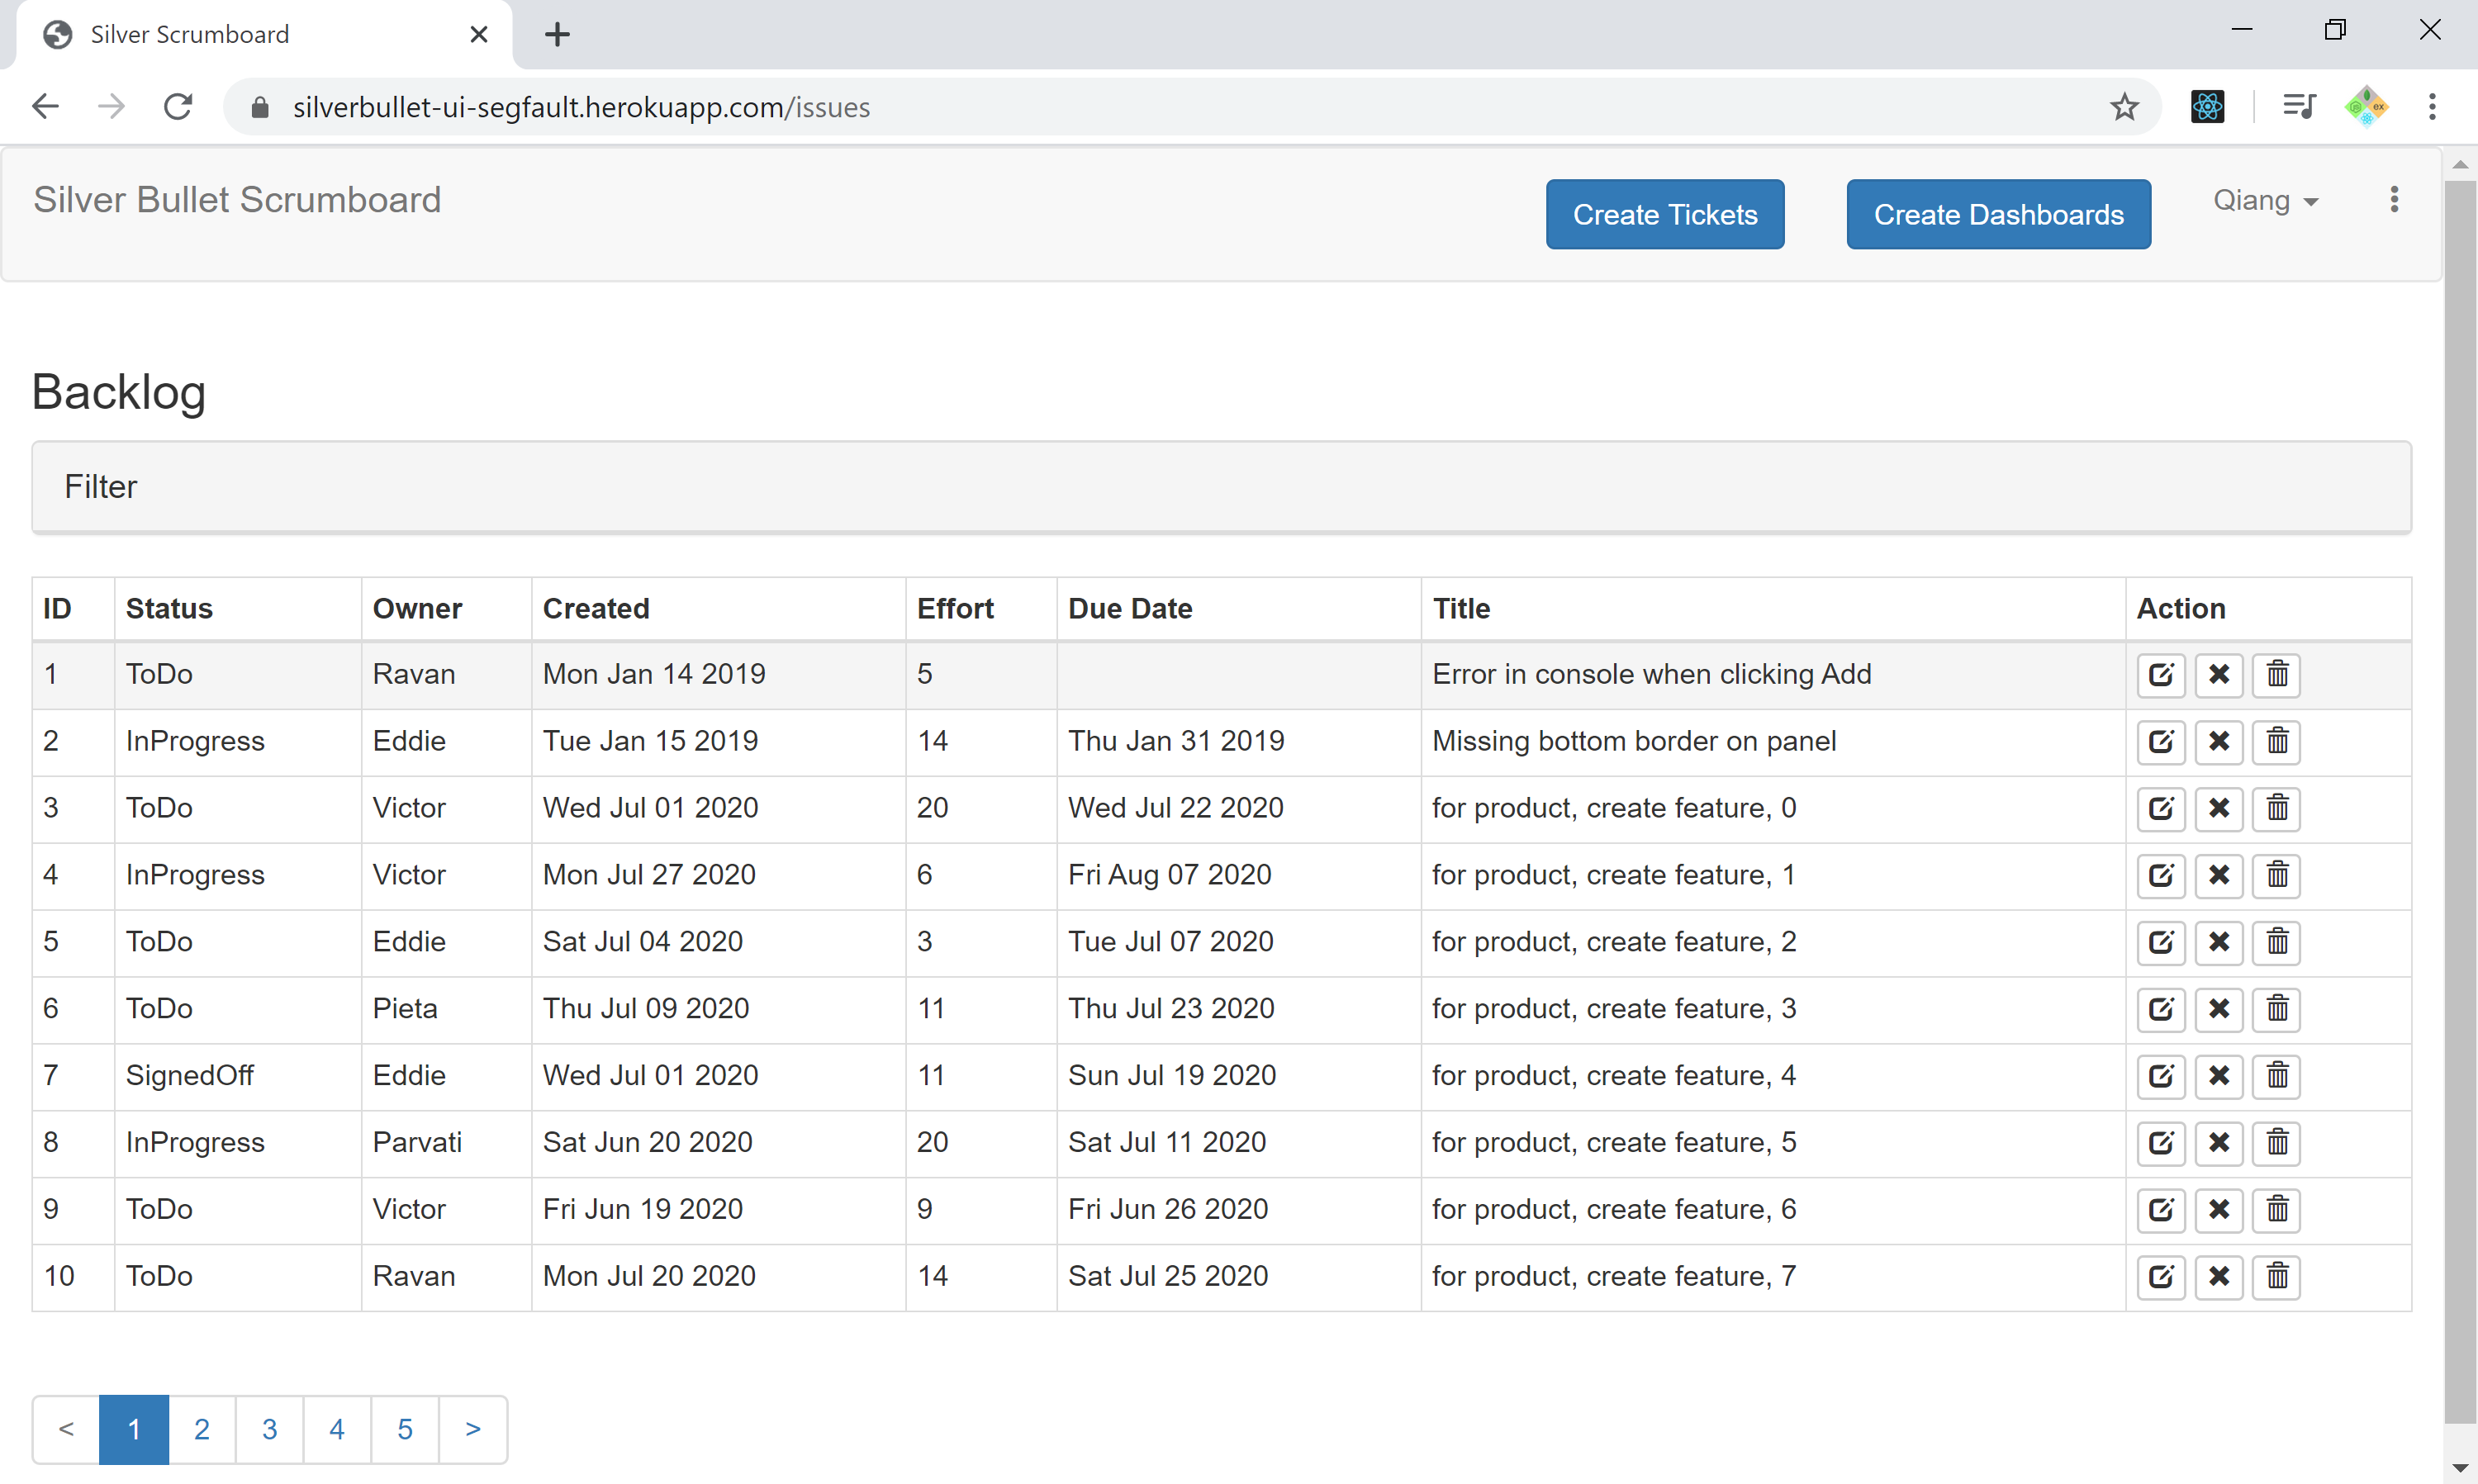 Silver Scrumboard
silverbullet-ui-segfault.herokuapp.com/issues
Silver Bullet Scrumboard Create Tickets Create Dashboards Qiang
Backlog
Filter
ID Status Owner Created Effort Due Date Title Action
1 ToDo Ravan Mon Jan 14 2019 5 Error in console when clicking Add
2 InProgress Eddie Tue Jan 15 2019 14 Thu Jan 31 2019 Missing bottom border on panel
3 ToDo Victor Wed Jul 01 2020 20 Wed Jul 22 2020 for product, create feature, 0
4 InProgress Victor Mon Jul 27 2020 6 Fri Aug 07 2020 for product, create feature, 1
5 ToDo Eddie Sat Jul 04 2020 3 Tue Jul 07 2020 for product, create feature, 2
6 ToDo Pieta Thu Jul 09 2020 11 Thu Jul 23 2020 for product, create feature, 3
7 SignedOff Eddie Wed Jul 01 2020 11 Sun Jul 19 2020 for product, create feature, 4
8 InProgress Parvati Sat Jun 20 2020 20 Sat Jul 11 2020 for product, create feature, 5
9 ToDo Victor Fri Jun 19 2020 9 Fri Jun 26 2020 for product, create feature, 6
10 ToDo Ravan Mon Jul 20 2020 14 Sat Jul 25 2020 for product, create feature, 7
< 1 2 3 4 5 >